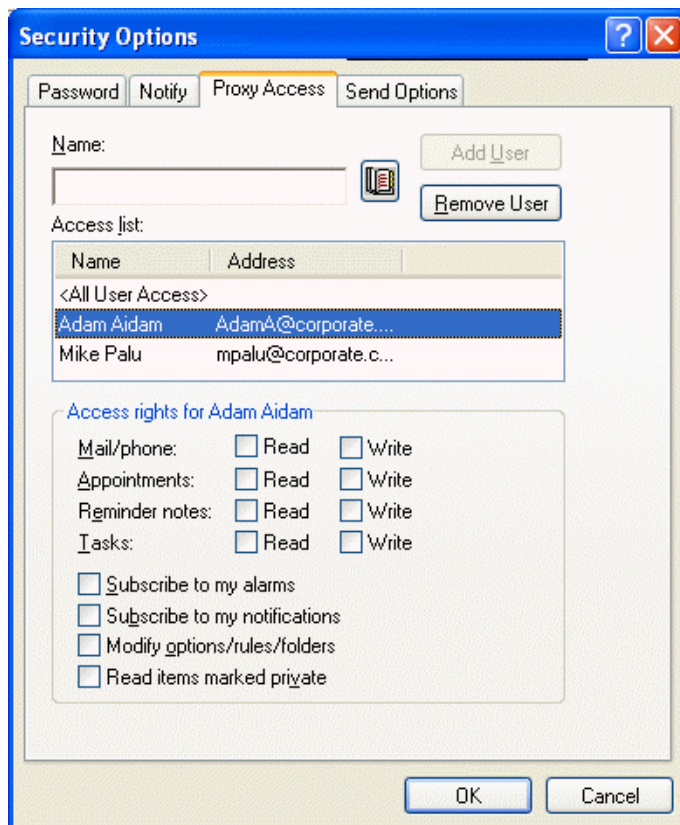 Security Options
Password Notify Proxy Access Send Options
Name:
Add User
Remove User
Access list:
Name Address
<All User Access>
Adam Aidam AdamA@corporate....
Mike Palu mpalu@corporate.c...
Access rights for Adam Aidam
Mail/phone: Read Write
Appointments: Read Write
Reminder notes: Read Write
Tasks: Read Write
Subscribe to my alarms
Subscribe to my notifications
Modify options/rules/folders
Read items marked private
OK Cancel